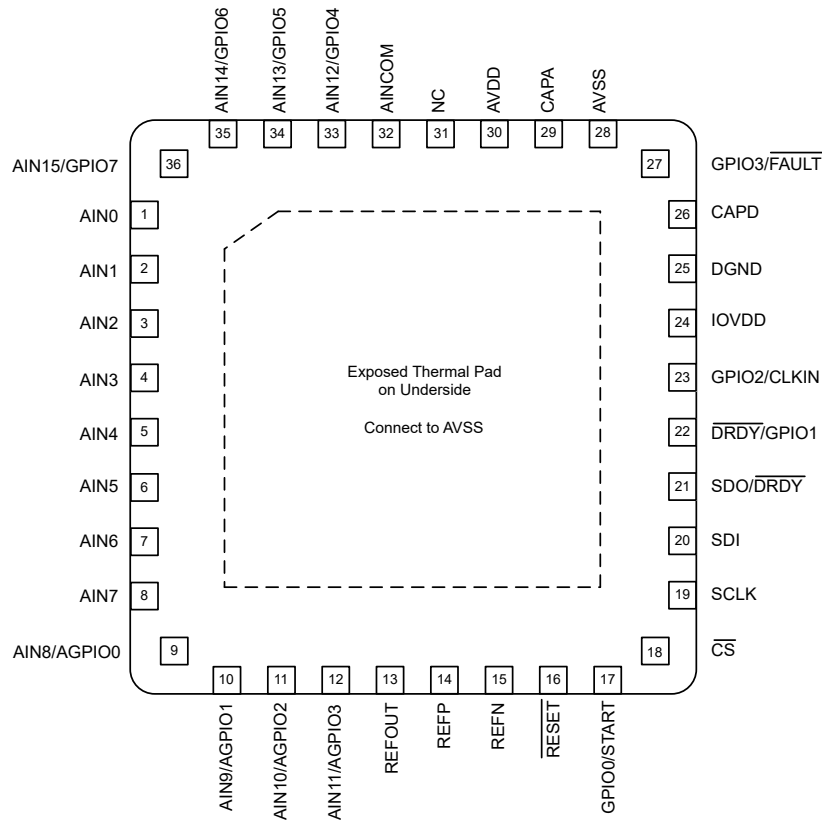 AIN14/GPIO6
AIN13/GPIO5
AIN12/GPIO4
AINCOM
NC
AVDD
CAPA
AVSS
35
34
33
32
31
30
29
28
AIN15/GPIO7
36
27
GPIO3/FAULT
AIN0
1
26
CAPD
AIN1
2
25
DGND
AIN2
3
24
IOVDD
AIN3
4
Exposed Thermal Pad
on Underside
23
GPIO2/CLKIN
AIN4
5
Connect to AVSS
22
DRDY/GPIO1
AIN5
6
21
SDO/DRDY
AIN6
7
20
SDI
AIN7
8
19
SCLK
AIN8/AGPIO0
9
18
CS
10
11
12
13
14
15
16
17
AIN9/AGPIO1
AIN10/AGPIO2
AIN11/AGPIO3
REFOUT
REFP
REFN
RESET
GPIO0/START